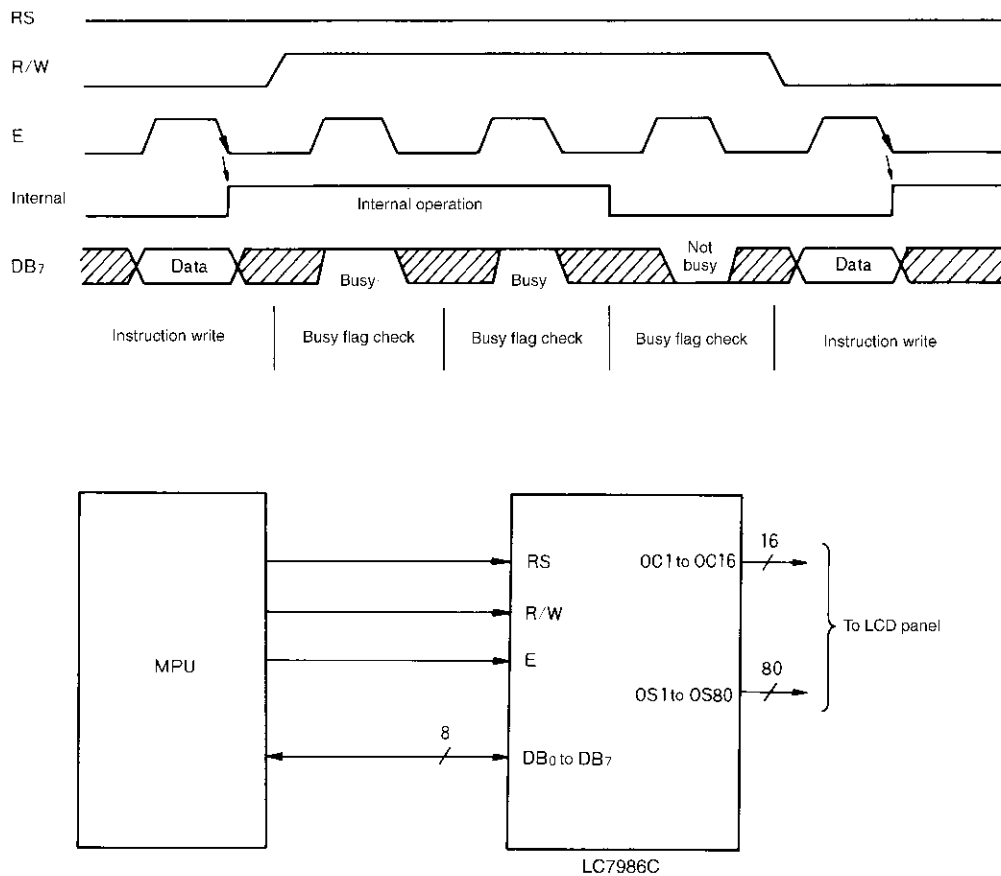 RS
R/W
E
Internal
Internal operation
DB7
Data
Busy
Busy
Not
busy
Data
Instruction write
Busy flag check
Busy flag check
Busy flag check
Instruction write
MPU
8
RS
R/W
E
DB0 to DB7
OC1 to OC16
OS1 to OS80
16
80
To LCD panel
LC7986C